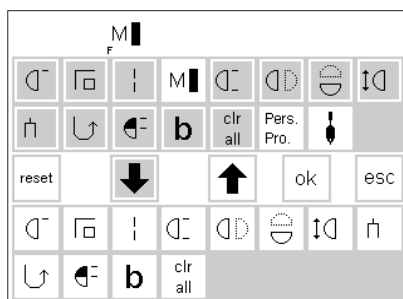 M
F
M
b clr all Pers. Pro.
reset ok esc
b clr all